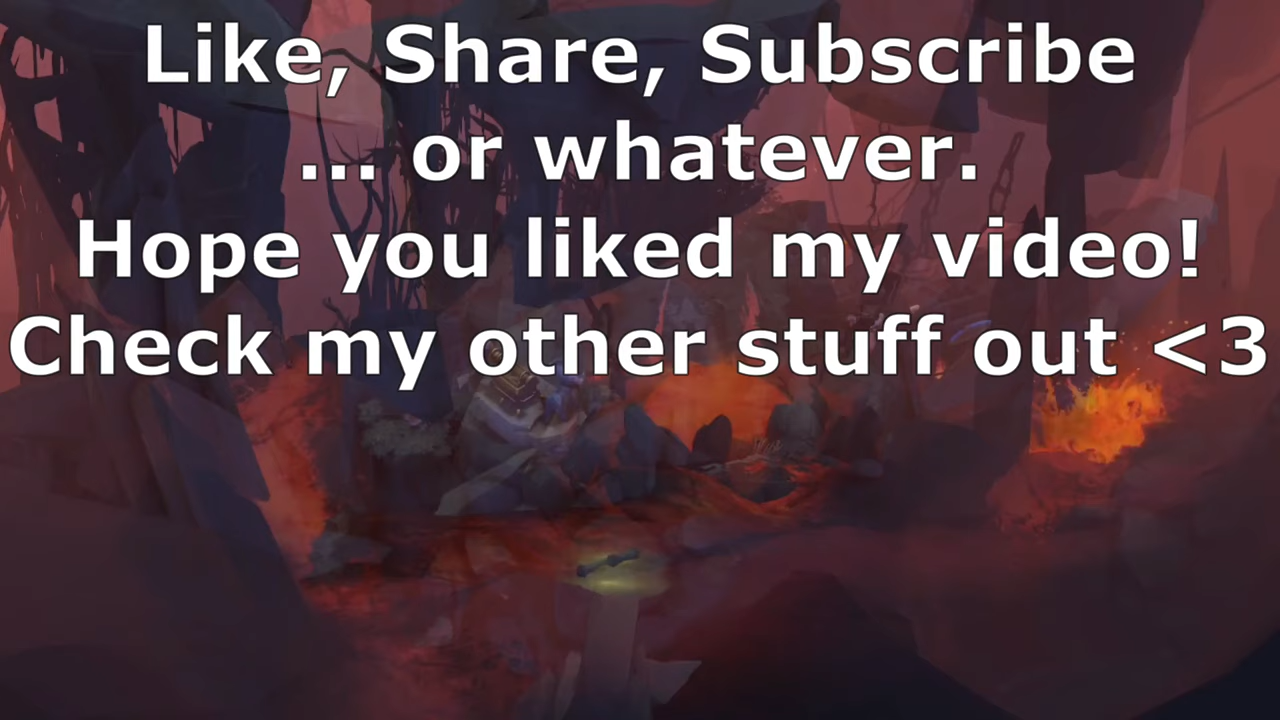 Like, Share, Subscribe
... or whatever.
Hope you liked my video!
Check my other stuff out <3